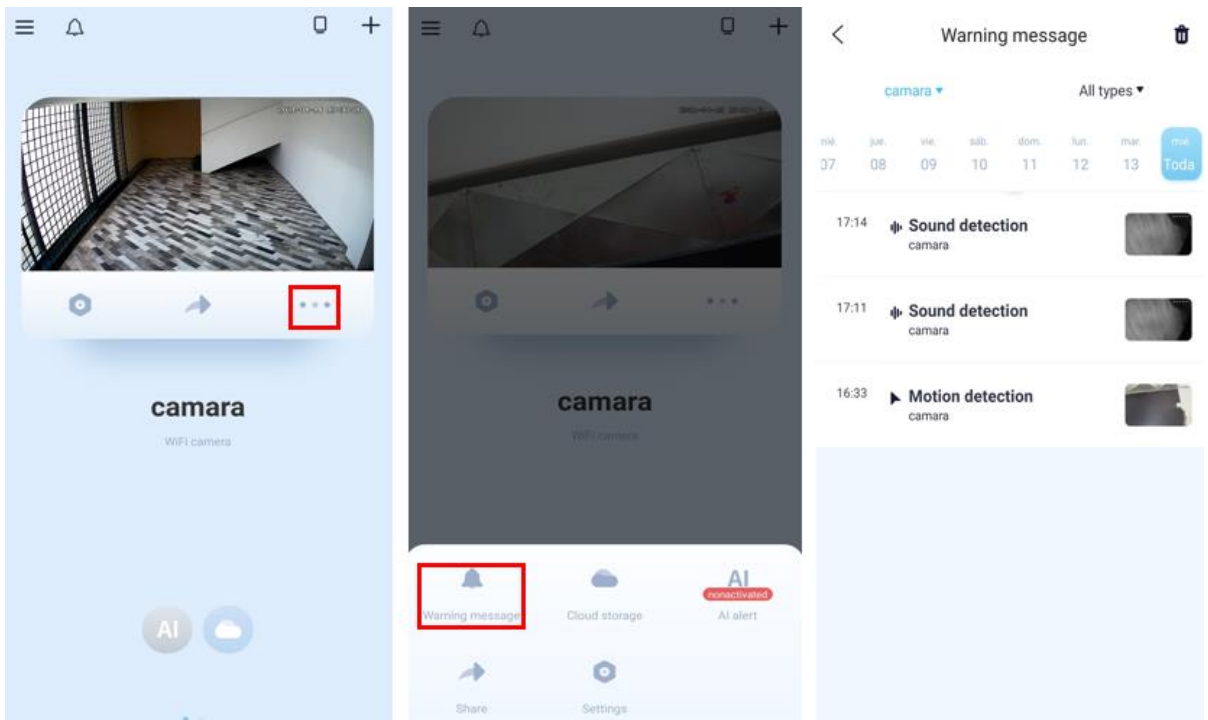 camara
WiFi camera
AI
camara
WiFi camera
Warning message
Cloud storage
AI
nonactivated
AI alert
Share
Settings
Warning message
camara ▾
All types ▾
jue.
vie.
sáb.
dom.
lun.
mar.
mié.
07
08
09
10
11
12
13
Toda
17:14
Sound detection
camara
17:11
Sound detection
camara
16:33
Motion detection
camara